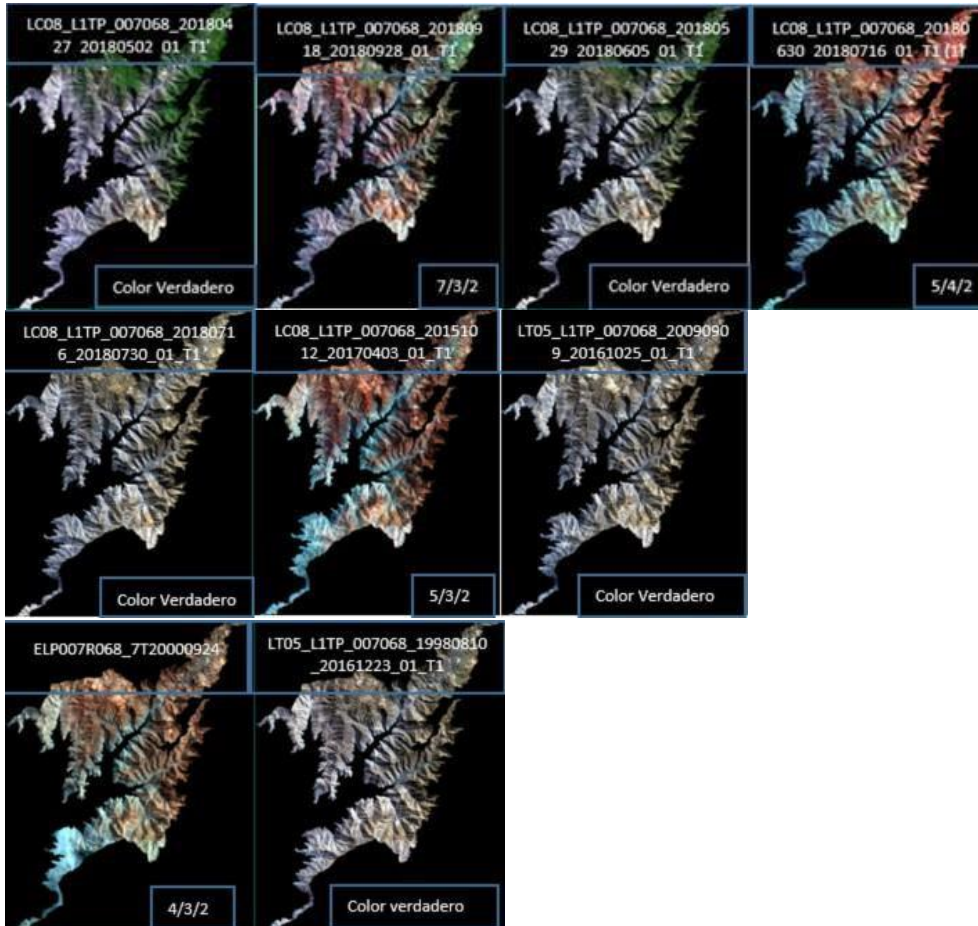 LC08_L1TP_007068_201804
27_20180502_01_T1
LC08_L1TP_007068_201809
18_20180928_01_T1
LC08_L1TP_007068_201805
29_20180605_01_T1
LC08_L1TP_007068_20180
630_20180716_01_T1 (1)
Color Verdadero
7/3/2
Color Verdadero
5/4/2
LC08_L1TP_007068_2018071
6_20180730_01_T1
LC08_L1TP_007068_201510
12_20170403_01_T1
LT05_L1TP_007068_2009090
9_20161025_01_T1
Color Verdadero
5/3/2
Color Verdadero
ELP007R068_7T20000924
LT05_L1TP_007068_19980810
_20161223_01_T1
4/3/2
Color verdadero